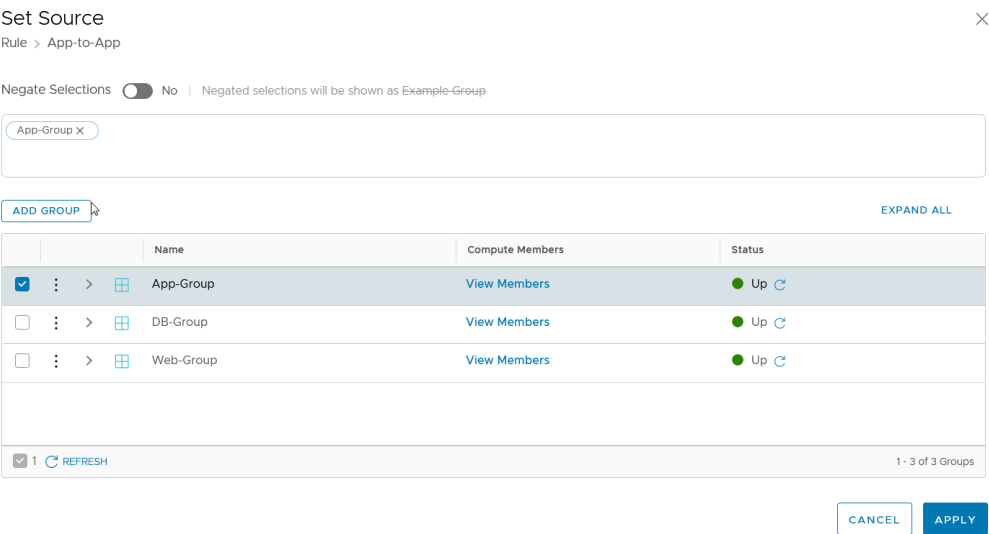 Set Source
Rule > App-to-App
Negate Selections No | Negated selections will be shown as Example Group
App-Group ×
ADD GROUP EXPAND ALL
Name Compute Members Status
App-Group View Members Up
DB-Group View Members Up
Web-Group View Members Up
1 REFRESH 1 - 3 of 3 Groups
CANCEL APPLY